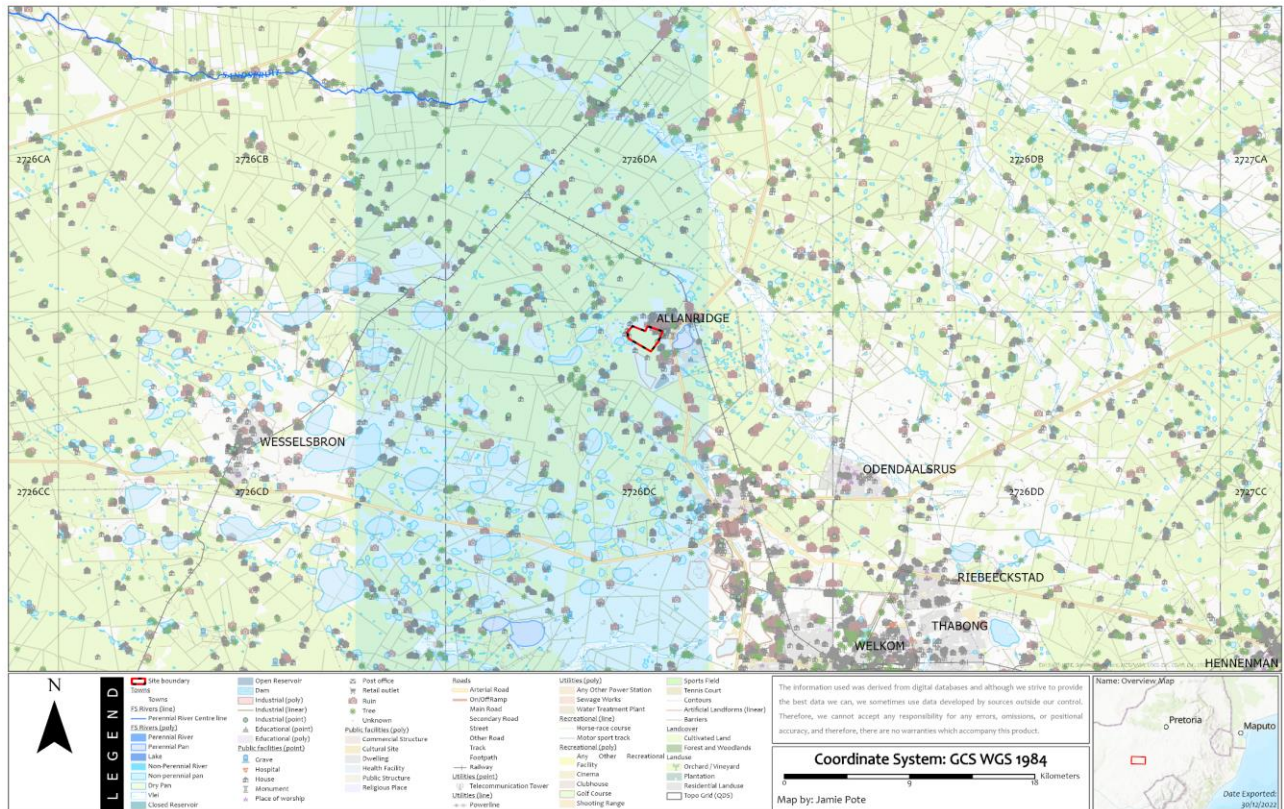 SANDSPRUIT
2726CA
2726CB
2726DA
2726DB
2727CA
ALLANRIDGE
WESSELSBRON
ODENDAALSRUS
2726CC
2726CD
2726DC
2726DD
2727CC
RIEBEECKSTAD
THABONG
WELKOM
HENNENMAN
N
LEGEND
Site boundary
Towns
Towns
FS Rivers (line)
Perennial River Centre line
FS Rivers (poly)
Perennial River
Perennial Pan
Lake
Non-Perennial River
Non-perennial pan
Dry Pan
Vlei
Closed Reservoir
Open Reservoir
Dam
Industrial (poly)
Industrial (linear)
Industrial (point)
Educational (point)
Educational (poly)
Public facilities (point)
Grave
Hospital
House
Monument
Place of worship
Post office
Retail outlet
Ruin
Tree
Unknown
Public facilities (poly)
Commercial Structure
Cultural Site
Dwelling
Health Facility
Public Structure
Religious Place
Roads
Arterial Road
On/OffRamp
Main Road
Secondary Road
Street
Other Road
Track
Footpath
Railway
Utilities (point)
Telecommunication Tower
Utilities (line)
Powerline
Utilities (poly)
Any Other Power Station
Sewage Works
Water Treatment Plant
Recreational (line)
Horse-race course
Motor sport track
Recreational (poly)
Any Other Recreational Facility
Cinema
Clubhouse
Golf Course
Shooting Range
Sports Field
Tennis Court
Contours
Artificial Landforms (linear)
Barriers
Landcover
Cultivated Land
Forest and Woodlands
Landuse
Orchard / Vineyard
Plantation
Residential Landuse
Topo Grid (QDS)
The information used was derived from digital databases and although we strive to provide
the best data we can, we sometimes use data developed by sources outside our control.
Therefore, we cannot accept any responsibility for any errors, omissions, or positional
accuracy, and therefore, there are no warranties which accompany this product.
Coordinate System: GCS WGS 1984
Kilometers
0 9 18
Map by: Jamie Pote
Name: Overview Map
Pretoria
Maputo
Date Exported:
30/12/2022